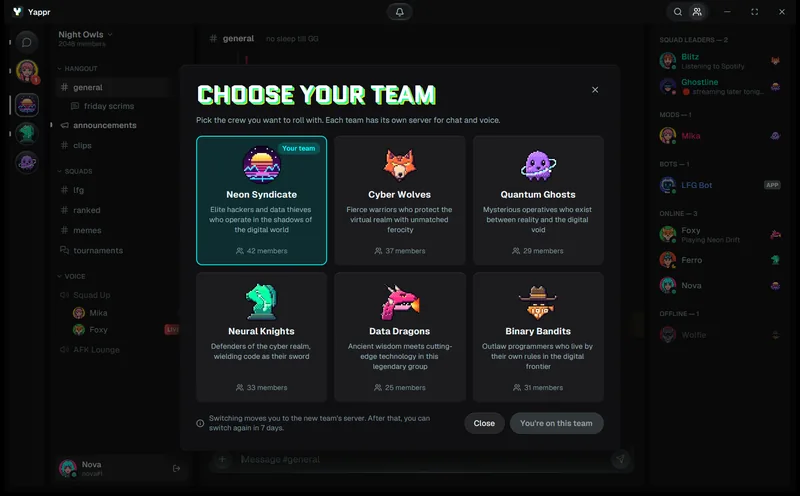 Yappr
Night Owls
2048 members
HANGOUT
# general
friday scrims
announcements
# clips
SQUADS
# lfg
# ranked
# memes
tournaments
VOICE
Squad Up
Mika
Foxy
LIVE
AFK Lounge
Nova
# general
no sleep till GG
CHOOSE YOUR TEAM
Pick the crew you want to roll with. Each team has its own server for chat and voice.
Your team
Neon Syndicate
Elite hackers and data thieves
who operate in the shadows of
the digital world
42 members
Cyber Wolves
Fierce warriors who protect the
virtual realm with unmatched
ferocity
37 members
Quantum Ghosts
Mysterious operatives who exist
between reality and the digital
void
29 members
Neural Knights
Defenders of the cyber realm,
wielding code as their sword
33 members
Data Dragons
Ancient wisdom meets cutting-
edge technology in this
legendary group
25 members
Binary Bandits
Outlaw programmers who live by
their own rules in the digital
frontier
31 members
Switching moves you to the new team's server. After that, you can
switch again in 7 days.
Close
You're on this team
Message #general
SQUAD LEADERS — 2
Blitz
Listening to Spotify
Ghostline
streaming later tonig...
MODS — 1
Mika
BOTS — 1
LFG Bot
APP
ONLINE — 3
Foxy
Playing Neon Drift
Ferro
Nova
OFFLINE — 1
Wolfie